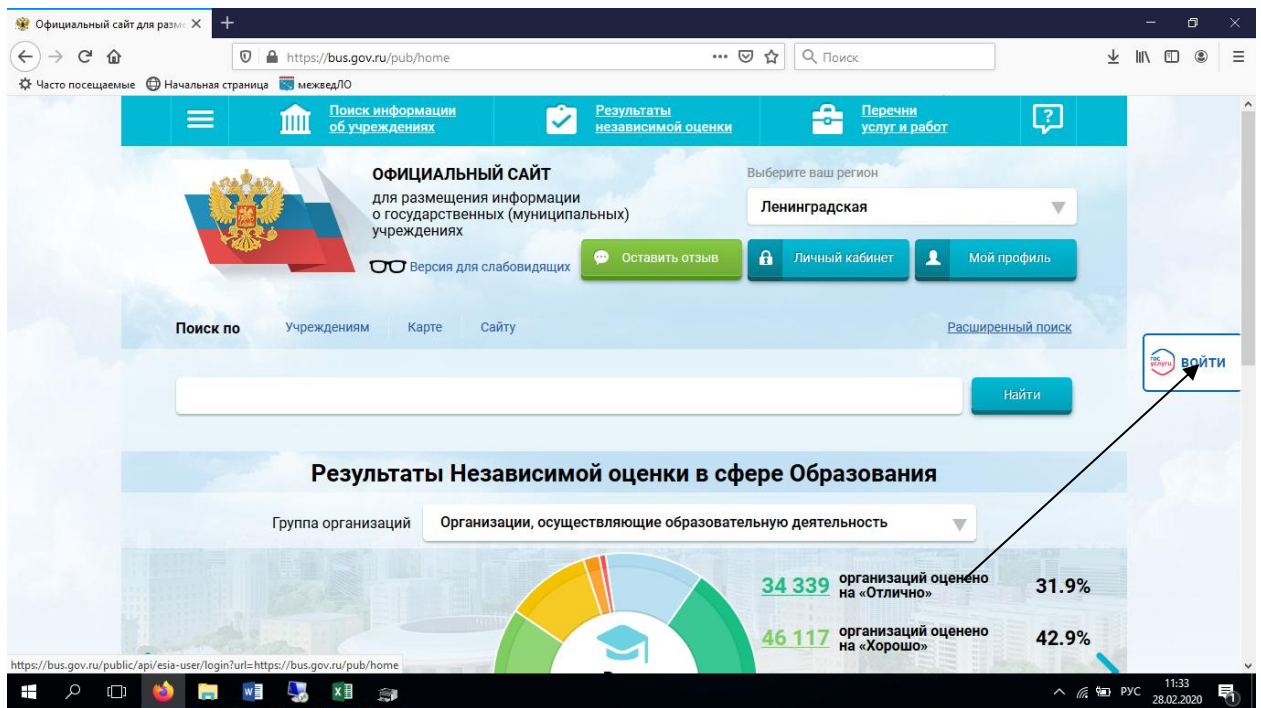 Официальный сайт для разм
https://bus.gov.ru/pub/home
Поиск
Часто посещаемые
Начальная страница
межведЛО
Поиск информации
об учреждениях
Результаты
независимой оценки
Перечни
услуг и работ
?
ОФИЦИАЛЬНЫЙ САЙТ
для размещения информации
о государственных (муниципальных)
учреждениях
Версия для слабовидящих
Выберите ваш регион
Ленинградская
Оставить отзыв
Личный кабинет
Мой профиль
Поиск по
Учреждениям
Карте
Сайту
Расширенный поиск
гос
услуги
ВОЙТИ
Найти
Результаты Независимой оценки в сфере Образования
Группа организаций
Организации, осуществляющие образовательную деятельность
34 339
организаций оценено
на «Отлично»
31.9%
46 117
организаций оценено
на «Хорошо»
42.9%
https://bus.gov.ru/public/api/esia-user/login?url=https://bus.gov.ru/pub/home
РУС
11:33
28.02.2020
1